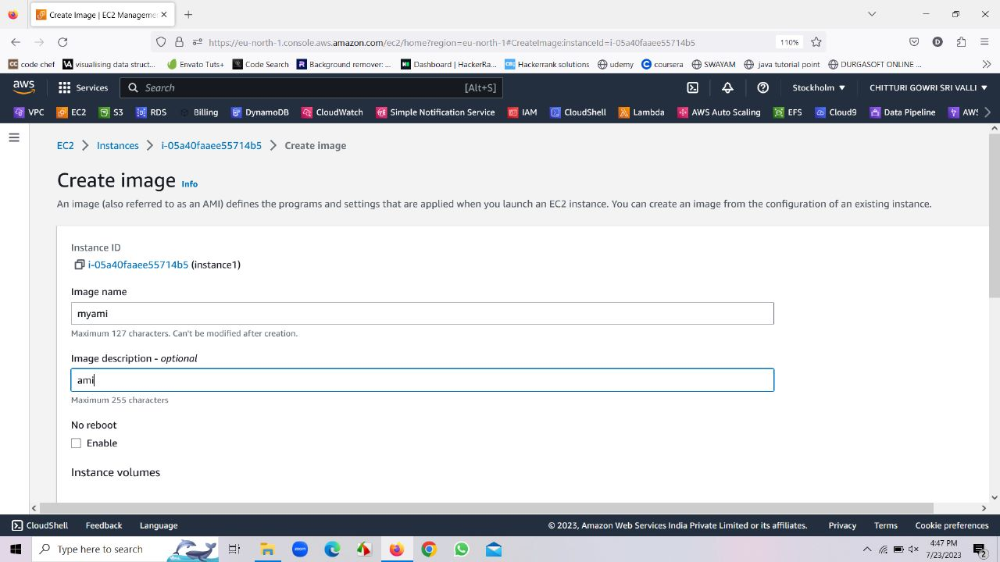 Create Image | EC2 Manageme
https://eu-north-1.console.aws.amazon.com/ec2/home?region=eu-north-1#CreateImage:instanceId=i-05a40faaee55714b5
110%
D
CC code chef
VA visualising data struct...
Envato Tuts+
Code Search
R Background remover: ...
H Dashboard | HackerRa...
Hackerrank solutions
udemy
C coursera
SWAYAM
java tutorial point
DURGASOFT ONLINE ...
aws
Services
Search
[Alt+S]
Stockholm
CHITTURI GOWRI SRI VALLI
VPC
EC2
S3
RDS
Billing
DynamoDB
CloudWatch
Simple Notification Service
IAM
CloudShell
Lambda
AWS Auto Scaling
EFS
Cloud9
Data Pipeline
AWS
EC2 > Instances > i-05a40faaee55714b5 > Create image
Create image Info
An image (also referred to as an AMI) defines the programs and settings that are applied when you launch an EC2 instance. You can create an image from the configuration of an existing instance.
Instance ID
i-05a40faaee55714b5 (instance1)
Image name
myami
Maximum 127 characters. Can't be modified after creation.
Image description - optional
ami
Maximum 255 characters
No reboot
Enable
Instance volumes
CloudShell
Feedback
Language
© 2023, Amazon Web Services India Private Limited or its affiliates.
Privacy
Terms
Cookie preferences
Type here to search
zoom
4:47 PM
7/23/2023
2